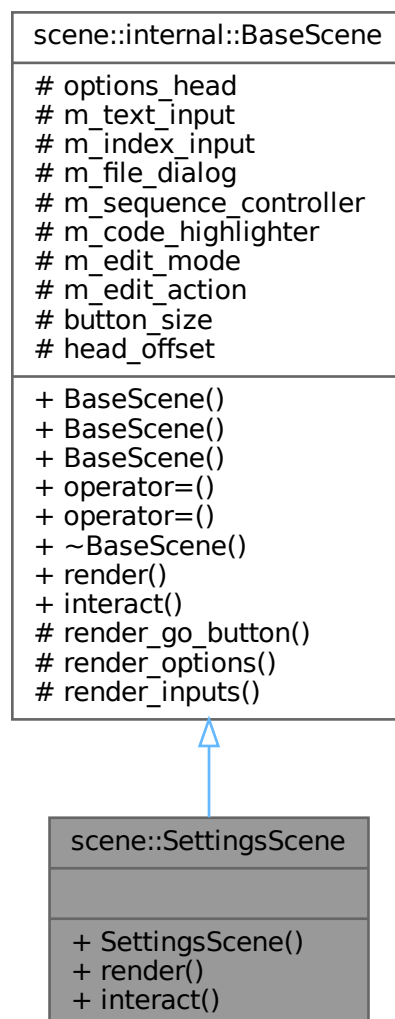 scene::internal::BaseScene
# options_head
# m_text_input
# m_index_input
# m_file_dialog
# m_sequence_controller
# m_code_highlighter
# m_edit_mode
# m_edit_action
# button_size
# head_offset
+ BaseScene()
+ BaseScene()
+ BaseScene()
+ operator=()
+ operator=()
+ ~BaseScene()
+ render()
+ interact()
# render_go_button()
# render_options()
# render_inputs()
scene::SettingsScene
+ SettingsScene()
+ render()
+ interact()